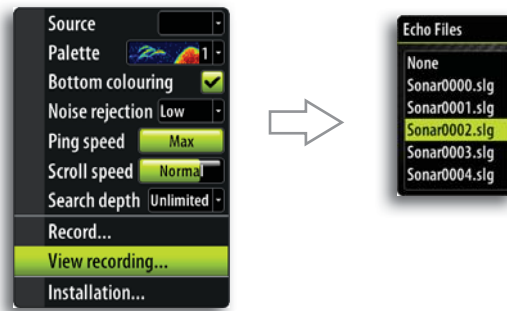 Source
Palette 1
Bottom colouring
Noise rejection Low
Ping speed Max
Scroll speed Normal
Search depth Unlimited
Record...
View recording...
Installation...
Echo Files
None
Sonar0000.slg
Sonar0001.slg
Sonar0002.slg
Sonar0003.slg
Sonar0004.slg